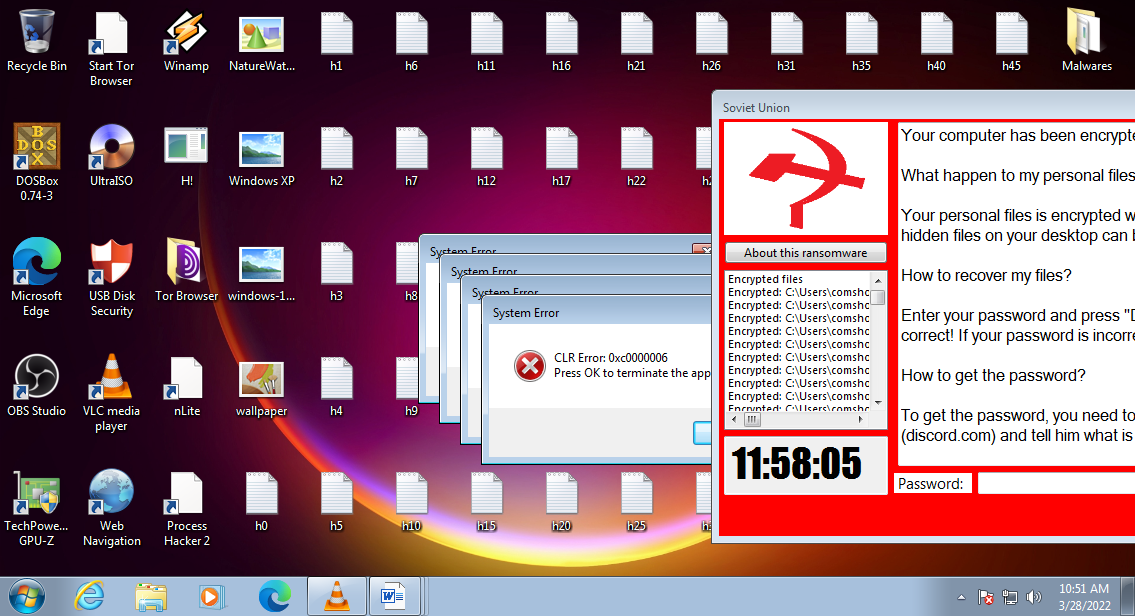 Recycle Bin
Start Tor
Browser
Winamp
NatureWat...
h1
h6
h11
h16
h21
h26
h31
h35
h40
h45
Malwares
BDOSX
DOSBox
0.74-3
UltraISO
H!
Windows XP
h2
h7
h12
h17
h22
Microsoft
Edge
USB Disk
Security
Tor Browser
windows-1...
h3
h8
OBS Studio
VLC media
player
nLite
wallpaper
h4
h9
TechPowe...
GPU-Z
Web
Navigation
Process
Hacker 2
h0
h5
h10
h15
h20
h25
System Error
System Error
System Error
System Error
CLR Error: 0xc0000006
Press OK to terminate the app
Soviet Union
About this ransomware
Encrypted files
Encrypted: C:\Users\comshc
Encrypted: C:\Users\comshc
Encrypted: C:\Users\comshc
Encrypted: C:\Users\comshc
Encrypted: C:\Users\comshc
Encrypted: C:\Users\comshc
Encrypted: C:\Users\comshc
Encrypted: C:\Users\comshc
Encrypted: C:\Users\comshc
Encrypted: C:\Users\comshc
11:58:05
Your computer has been encrypte
What happen to my personal files
Your personal files is encrypted w
hidden files on your desktop can b
How to recover my files?
Enter your password and press "D
correct! If your password is incorre
How to get the password?
To get the password, you need to
(discord.com) and tell him what is
Password:
10:51 AM
3/28/2022